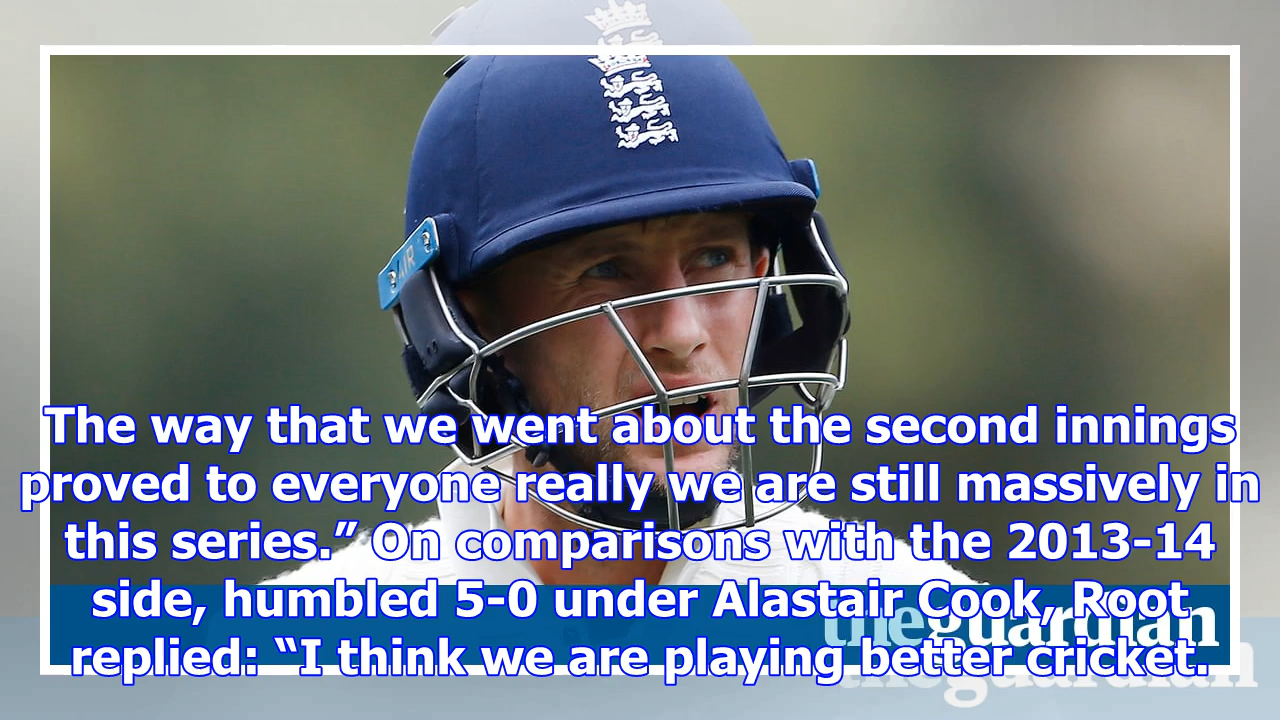 AIR
The way that we went about the second innings
proved to everyone really we are still massively in
this series.” On comparisons with the 2013-14
side, humbled 5-0 under Alastair Cook, Root
replied: “I think we are playing better cricket.
theguardian
theguardian